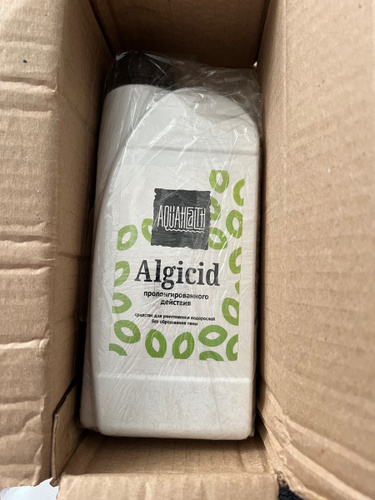 AQUAHEALTH
Algicid
пролонгированного
действия
средство для уничтожения водорослей
без образования пены